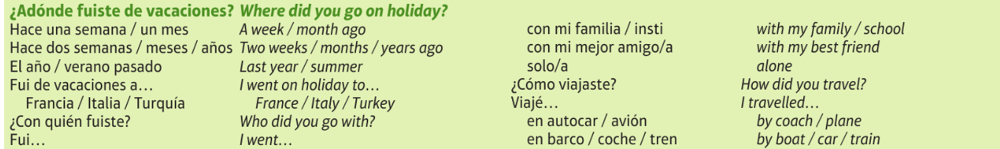 ¿Adónde fuiste de vacaciones? Where did you go on holiday?
Hace una semana / un mes A week / month ago
Hace dos semanas / meses / años Two weeks / months / years ago
El año / verano pasado Last year / summer
Fui de vacaciones a… I went on holiday to…
Francia / Italia / Turquía France / Italy / Turkey
¿Con quién fuiste? Who did you go with?
Fui… I went…
con mi familia / insti with my family / school
con mi mejor amigo/a with my best friend
solo/a alone
¿Cómo viajaste? How did you travel?
Viajé… I travelled…
en autocar / avión by coach / plane
en barco / coche / tren by boat / car / train